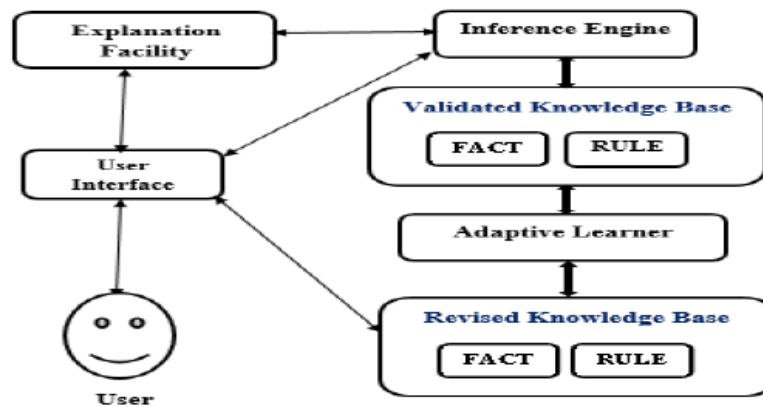 Explanation
Facility
Inference Engine
Validated Knowledge Base
FACT
RULE
User
Interface
Adaptive Learner
Revised Knowledge Base
FACT
RULE
User